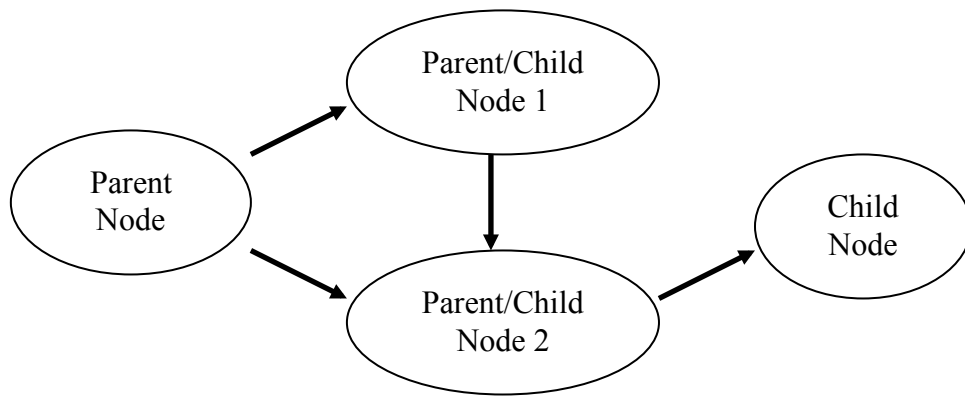 Parent/Child
Node 1
Parent
Node
Child
Node
Parent/Child
Node 2